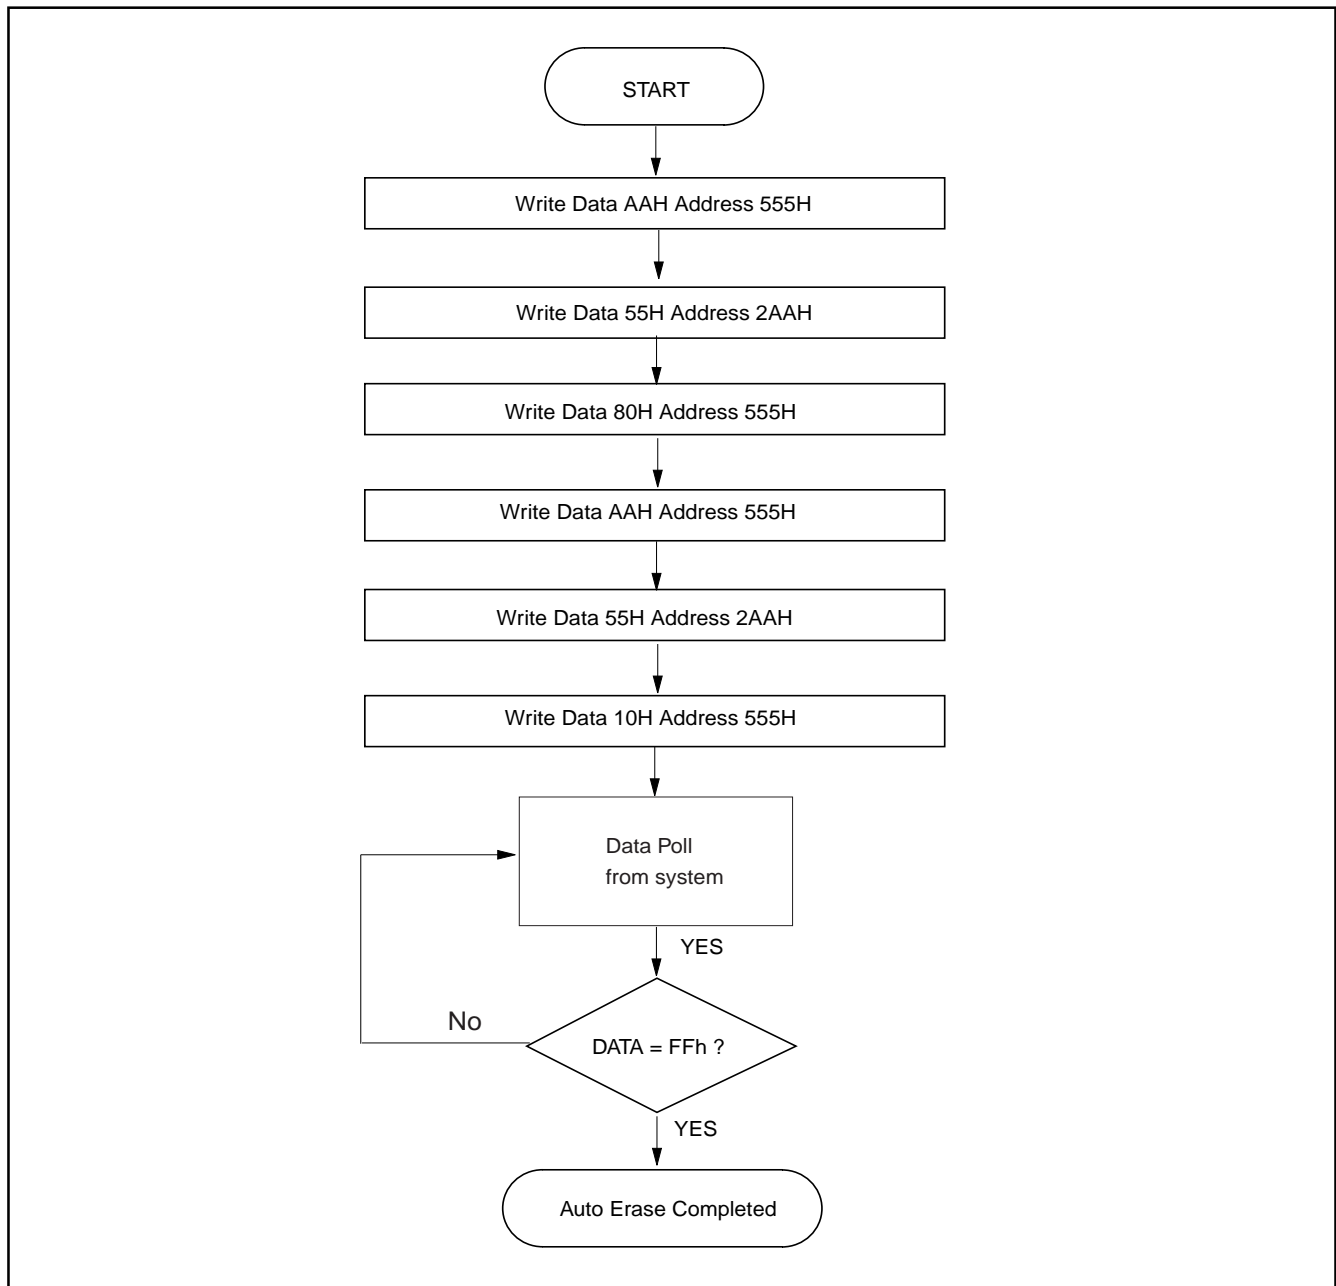 START
Write Data AAH Address 555H
Write Data 55H Address 2AAH
Write Data 80H Address 555H
Write Data AAH Address 555H
Write Data 55H Address 2AAH
Write Data 10H Address 555H
Data Poll
from system
YES
No
DATA = FFh ?
YES
Auto Erase Completed